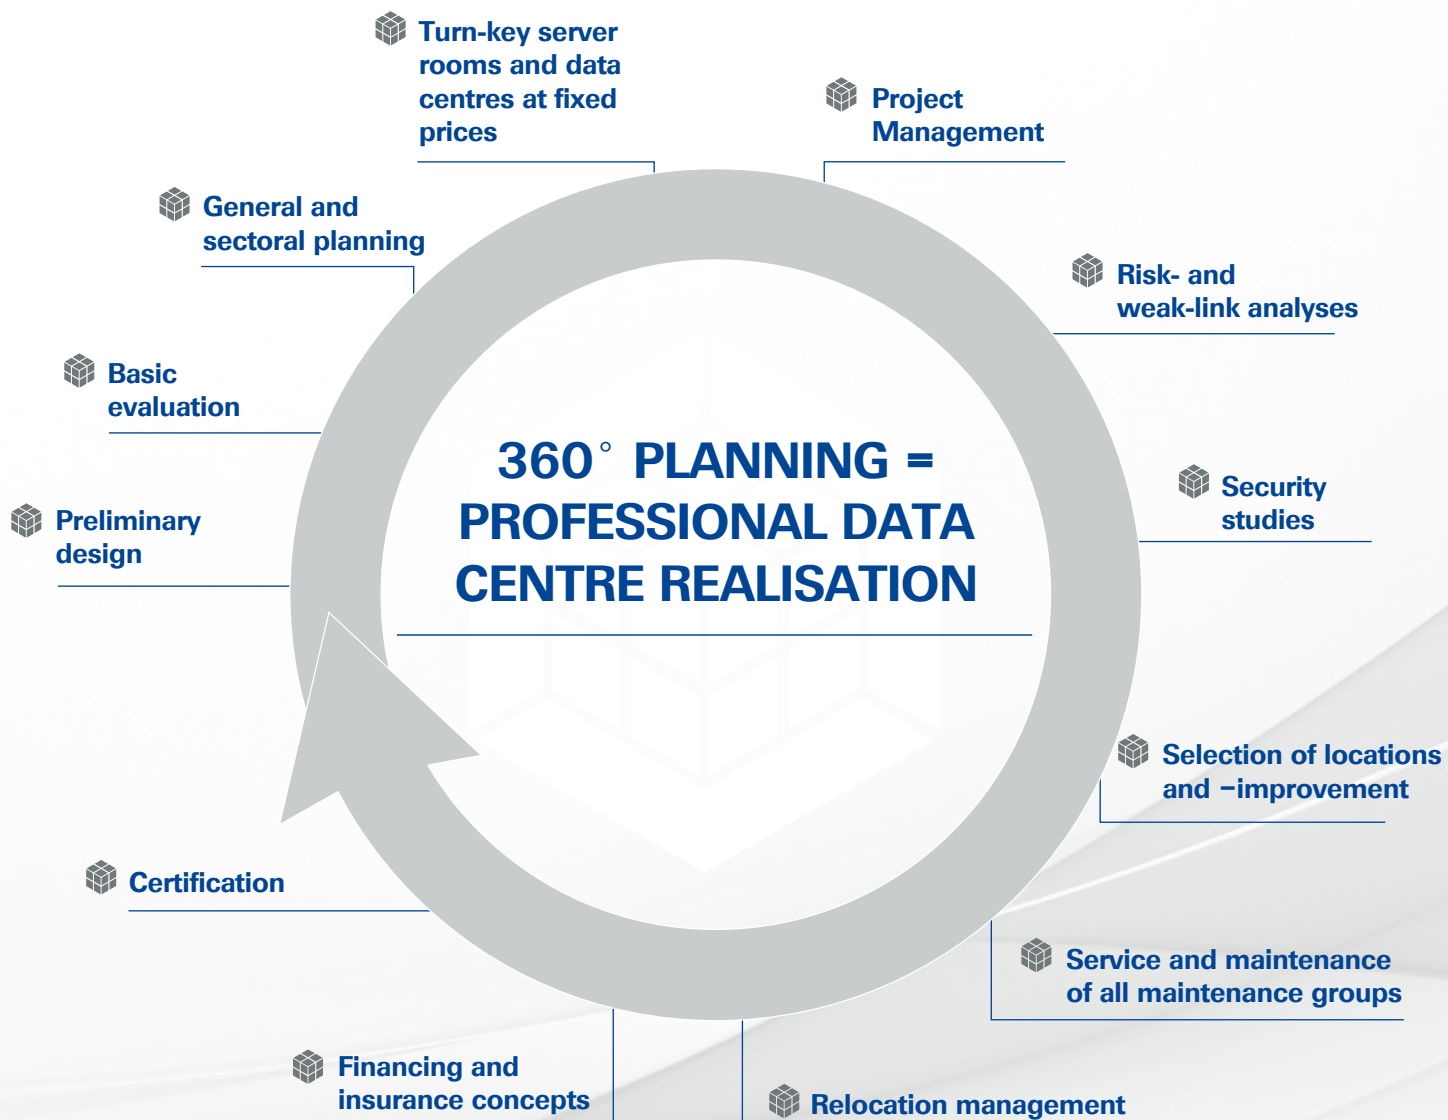 Turn-key server
rooms and data
centres at fixed
prices
Project
Management
General and
sectoral planning
Risk- and
weak-link analyses
Basic
evaluation
360° PLANNING =
PROFESSIONAL DATA
CENTRE REALISATION
Security
studies
Preliminary
design
Selection of locations
and –improvement
Certification
Service and maintenance
of all maintenance groups
Financing and
insurance concepts
Relocation management